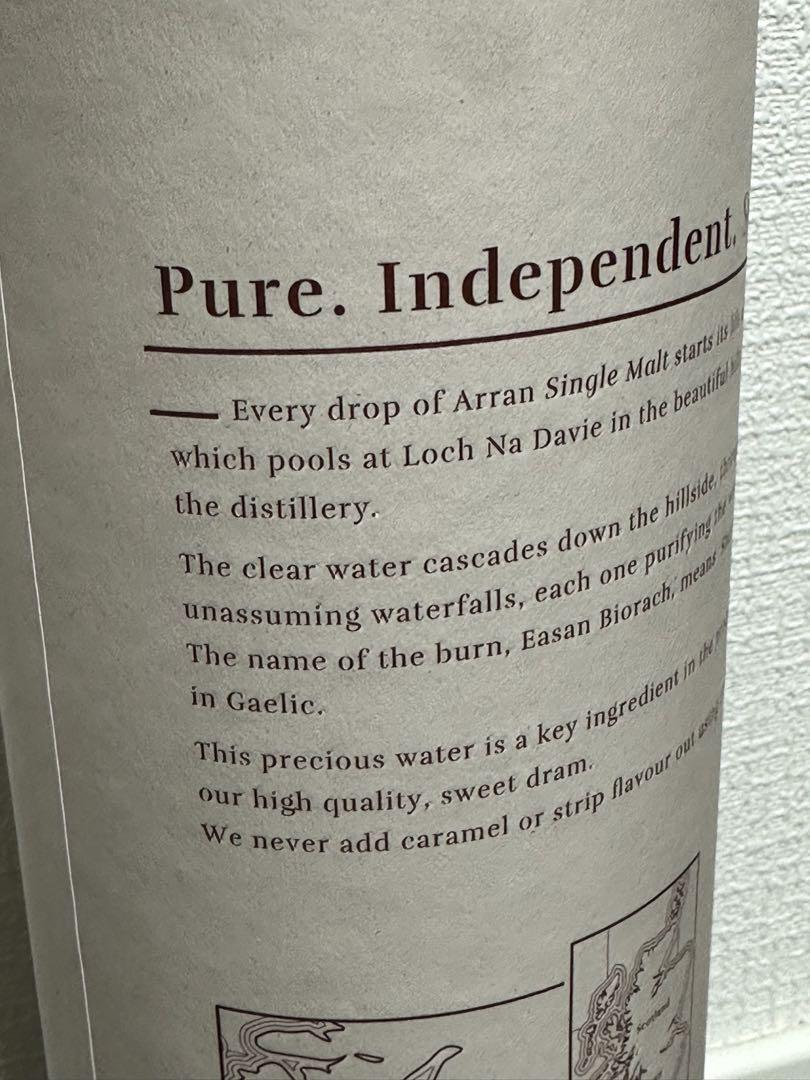 Pure. Independent.
Every drop of Arran Single Malt starts its
which pools at Loch Na Davie in the beautiful
the distillery.
The clear water cascades down the hillside,
unassuming waterfalls, each one purifying the
The name of the burn, Easan Biorach, means
in Gaelic.
This precious water is a key ingredient in the
our high quality, sweet dram.
We never add caramel or strip flavour out using
Scotland